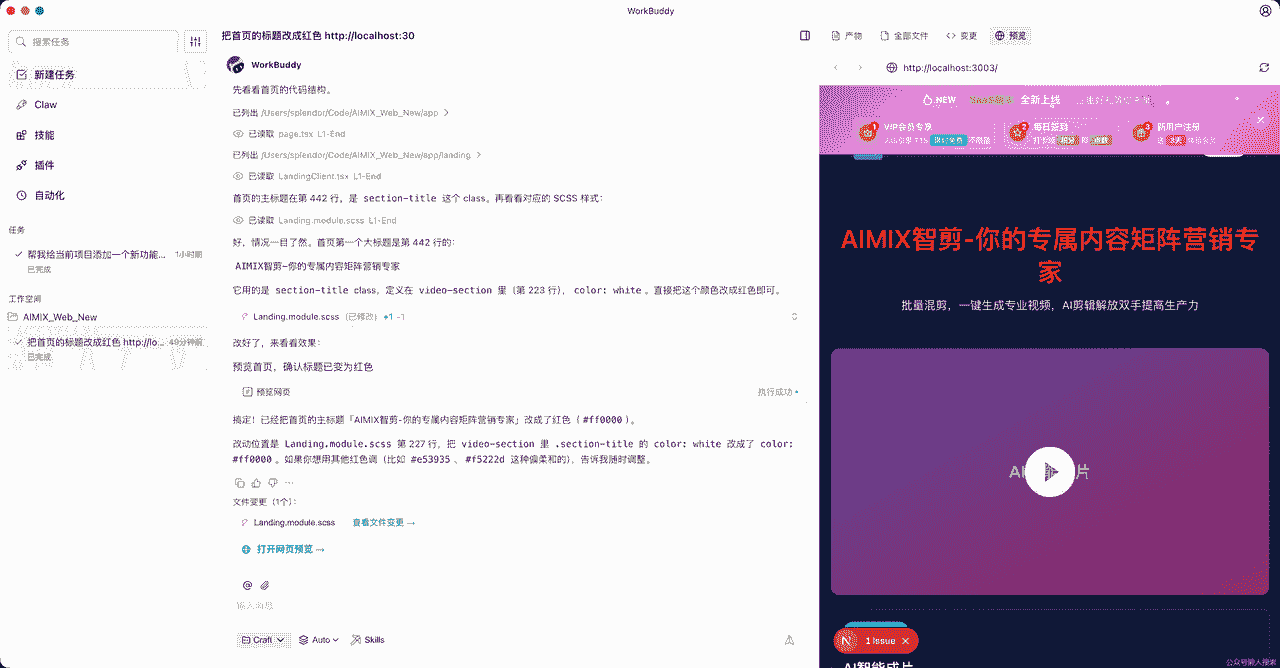 WorkBuddy
搜索任务
新建任务
Claw
技能
插件
自动化
任务
帮我给当前项目添加一个新功能... 1小时前
已完成
工作空间
AIMIX_Web_New
把首页的标题改成红色 http://lo... 49分钟前
已完成
把首页的标题改成红色 http://localhost:30
WorkBuddy
先看看首页的代码结构。
已列出 /Users/splendor/Code/AIMIX_Web_New/app
已读取 page.tsx L1-End
已列出 /Users/splendor/Code/AIMIX_Web_New/app/landing
已读取 LandingClient.tsx L1-End
首页的主标题在第 442 行，是 section-title 这个 class。再看看对应的 SCSS 样式：
已读取 Landing.module.scss L1-End
好，情况一目了然。首页第一个大标题是第 442 行的：
AIMIX智剪-你的专属内容矩阵营销专家
它用的是 section-title class，定义在 video-section 里（第 223 行），color: white 。直接把这个颜色改成红色即可。
Landing.module.scss (已修改) +1 -1
改好了，来看看效果：
预览首页，确认标题已变为红色
预览网页 执行成功
搞定！已经把首页的主标题「AIMIX智剪-你的专属内容矩阵营销专家」改成了红色（ #ff0000 ）。
改动位置是 Landing.module.scss 第 227 行，把 video-section 里 .section-title 的 color: white 改成了 color:
#ff0000 。如果你想用其他红色调（比如 #e53935 、 #f5222d 这种偏柔和的），告诉我随时调整。
文件变更（1个）：
Landing.module.scss 查看文件变更 →
打开网页预览 →
输入消息
Craft Auto Skills
产物 全部文件 变更 预览
http://localhost:3003/
NEW 全新上线
VIP会员专享 每日签到 新用户注册
AIMIX智剪-你的专属内容矩阵营销专
家
批量混剪，一键生成专业视频，AI剪辑解放双手提高生产力
1 Issue
AI智能成片